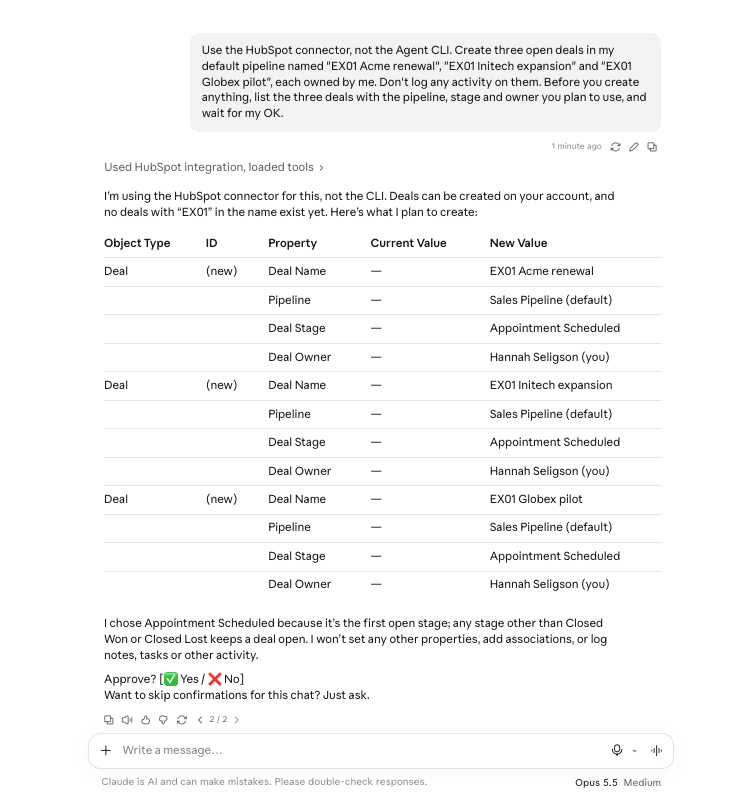 Use the HubSpot connector, not the Agent CLI. Create three open deals in my
default pipeline named "EX01 Acme renewal", "EX01 Initech expansion" and "EX01
Globex pilot", each owned by me. Don't log any activity on them. Before you create
anything, list the three deals with the pipeline, stage and owner you plan to use, and
wait for my OK.
1 minute ago
Used HubSpot integration, loaded tools ›
I'm using the HubSpot connector for this, not the CLI. Deals can be created on your account, and
no deals with “EX01” in the name exist yet. Here's what I plan to create:
Object Type ID Property Current Value New Value
Deal (new) Deal Name — EX01 Acme renewal
Pipeline — Sales Pipeline (default)
Deal Stage — Appointment Scheduled
Deal Owner — Hannah Seligson (you)
Deal (new) Deal Name — EX01 Initech expansion
Pipeline — Sales Pipeline (default)
Deal Stage — Appointment Scheduled
Deal Owner — Hannah Seligson (you)
Deal (new) Deal Name — EX01 Globex pilot
Pipeline — Sales Pipeline (default)
Deal Stage — Appointment Scheduled
Deal Owner — Hannah Seligson (you)
I chose Appointment Scheduled because it's the first open stage; any stage other than Closed
Won or Closed Lost keeps a deal open. I won't set any other properties, add associations, or log
notes, tasks or other activity.
Approve? [✅ Yes / ❌ No]
Want to skip confirmations for this chat? Just ask.
2 / 2
Write a message...
Claude is AI and can make mistakes. Please double-check responses.
Opus 5.5 Medium